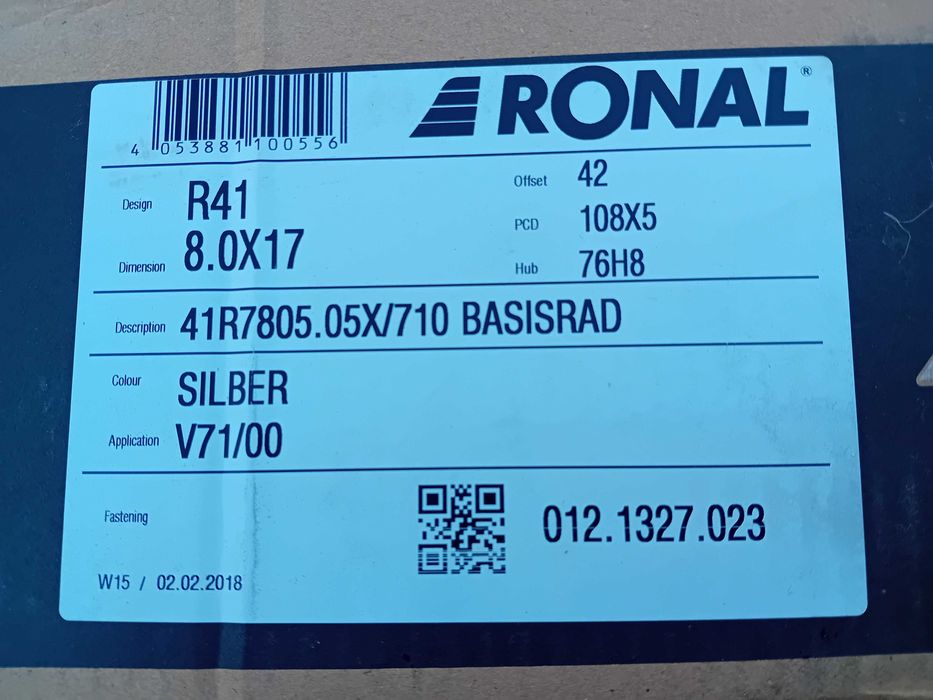 RONAL®
4 053881 100556
Design R41
Dimension 8.0X17
Offset 42
PCD 108X5
Hub 76H8
Description 41R7805.05X/710 BASISRAD
Colour SILBER
Application V71/00
Fastening
012.1327.023
W15 / 02.02.2018